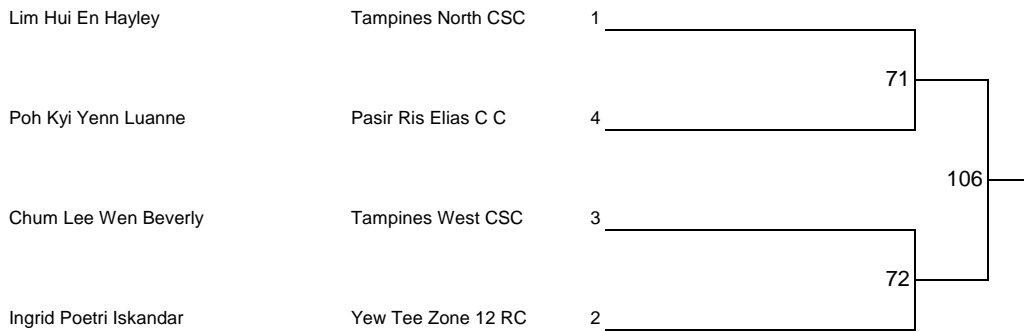 Lim Hui En Hayley Tampines North CSC 1
71
Poh Kyi Yenn Luanne Pasir Ris Elias C C 4
106
Chum Lee Wen Beverly Tampines West CSC 3
72
Ingrid Poetri Iskandar Yew Tee Zone 12 RC 2